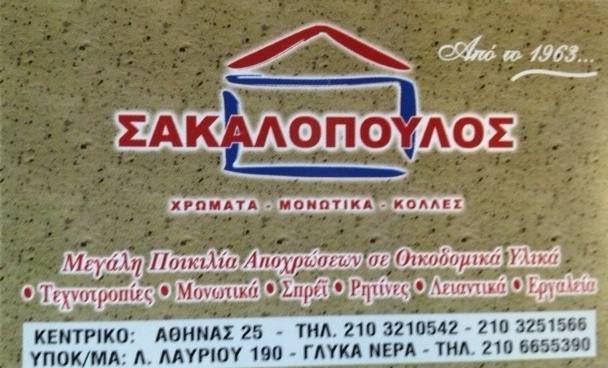 Από το 1963...
ΣΑΚΑΛΟΠΟΥΛΟΣ
ΧΡΩΜΑΤΑ - ΜΟΝΩΤΙΚΑ - ΚΟΛΛΕΣ
Μεγάλη Ποικιλία Αποχρώσεων σε Οικοδομικά Υλικά
• Τεχνοτροπίες • Μονωτικά • Σπρέϊ • Ρητίνες • Λειαντικά • Εργαλεία
ΚΕΝΤΡΙΚΟ: ΑΘΗΝΑΣ 25 - ΤΗΛ. 210 3210542 - 210 3251566
ΥΠΟΚ/ΜΑ: Λ. ΛΑΥΡΙΟΥ 190 - ΓΛΥΚΑ ΝΕΡΑ - ΤΗΛ. 210 6655390